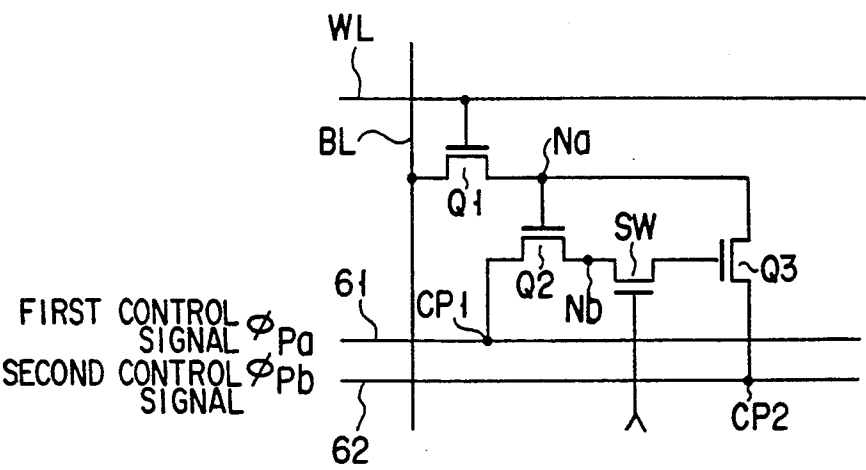 WL
BL
Na
Q1
SW
Q2
Q3
Nb
61
CP1
FIRST CONTROL
SIGNAL φPa
SECOND CONTROL φPb
SIGNAL
CP2
62